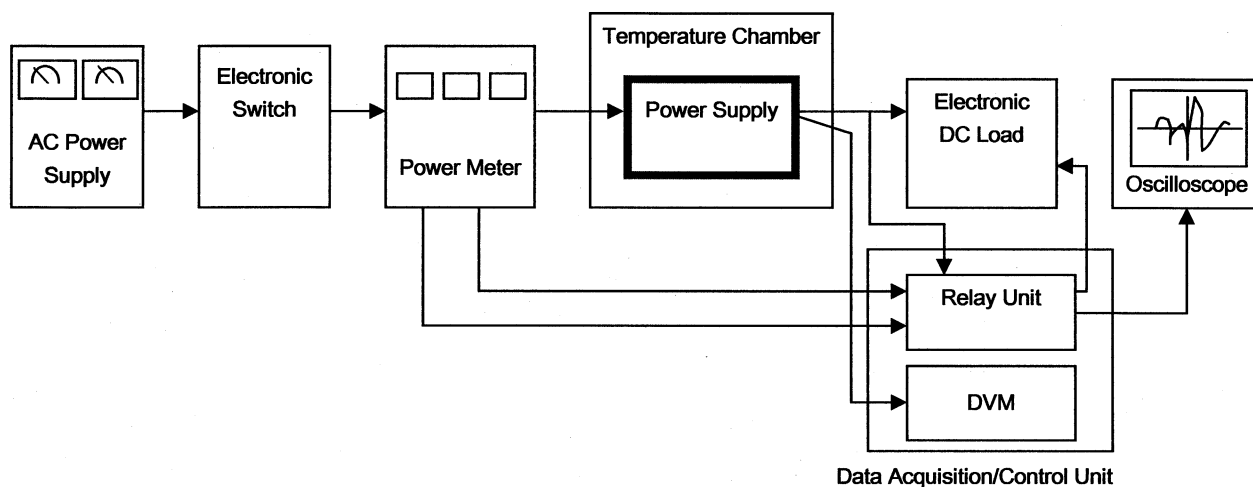 AC Power
Supply
Electronic
Switch
Power Meter
Temperature Chamber
Power Supply
Electronic
DC Load
Oscilloscope
Relay Unit
DVM
Data Acquisition/Control Unit